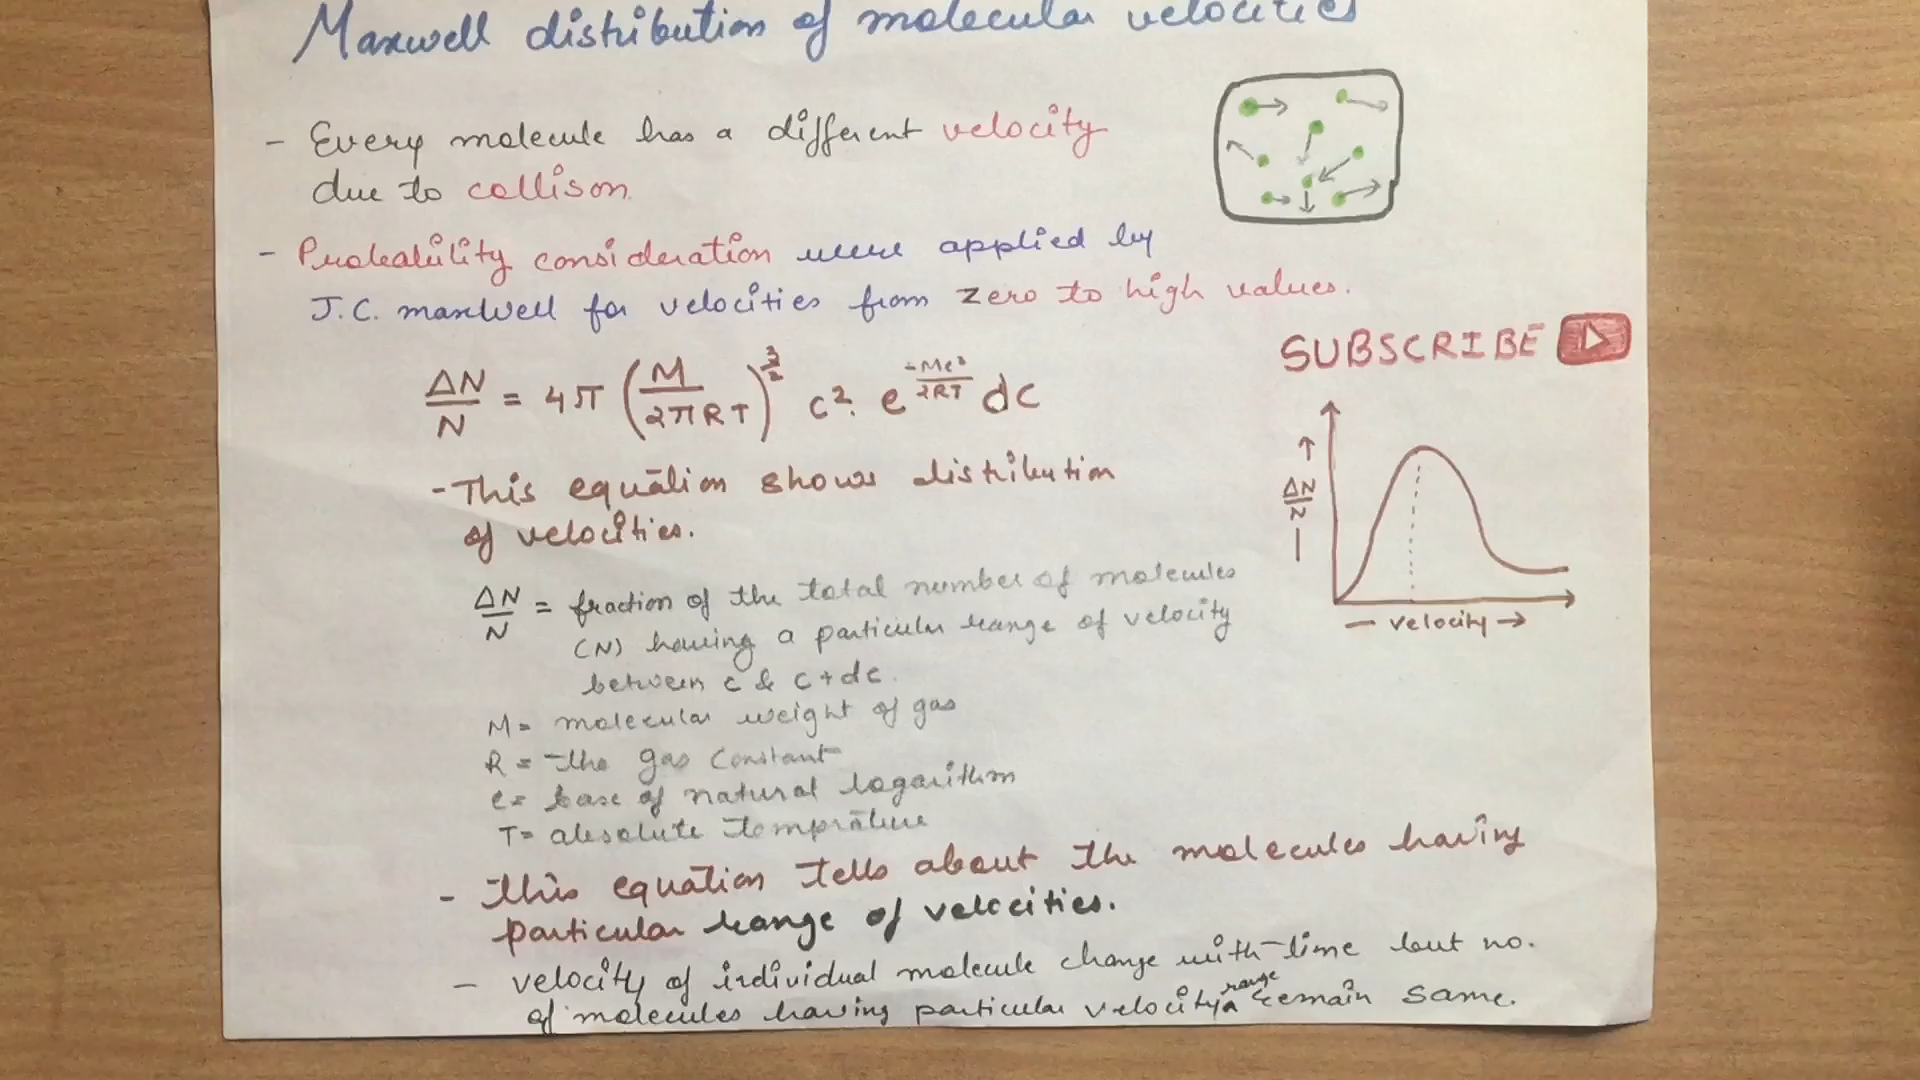 Maxwell distribution of molecular velocities
- Every molecule has a different velocity
due to collison.
- Probability consideration were applied by
J.C. maxwell for velocities from zero to high values.
SUBSCRIBE
ΔN/N = 4π (M/2πRT)^3/2 c². e^-Mc²/2RT dc
- This equation shows distribution
of velocities.
↑ ΔN/N —
— velocity →
ΔN/N = fraction of the total number of molecules
(N) having a particular range of velocity
between c & c+dc.
M = molecular weight of gas
R = the gas constant
e = base of natural logarithm
T = absolute temprature
- This equation tells about the molecules having
particular range of velocities.
- velocity of individual molecule change with time but no.
of molecules having particular velocity range remain same.